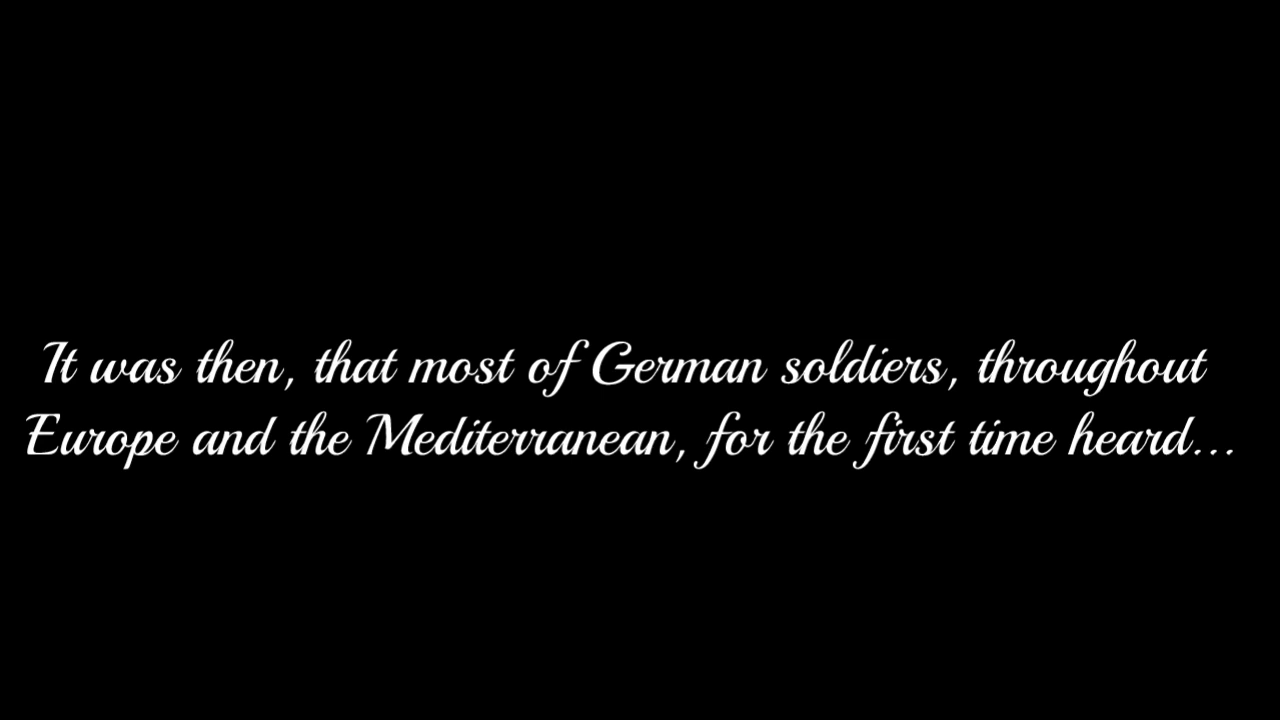 It was then, that most of German soldiers, throughout
Europe and the Mediterranean, for the first time heard...